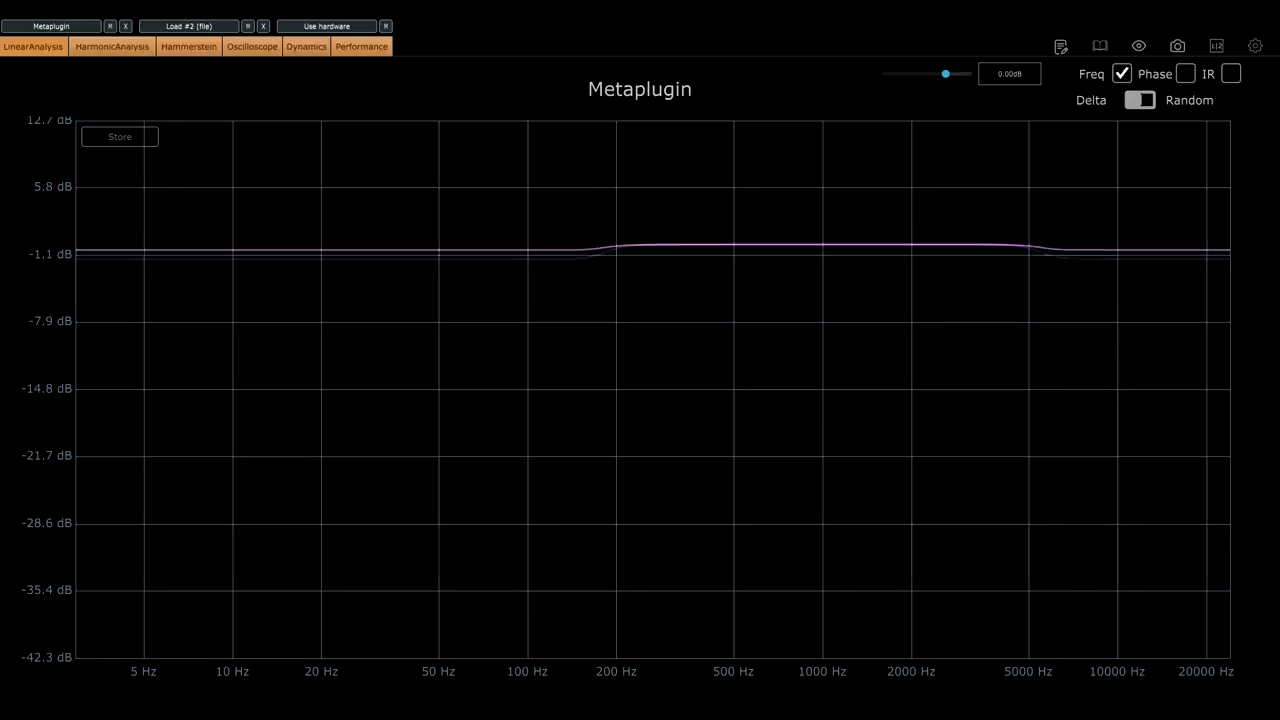 Metaplugin M X Load #2 (file) M X Use hardware M
LinearAnalysis HarmonicAnalysis Hammerstein Oscilloscope Dynamics Performance
0.00dB Freq Phase IR
Metaplugin
Delta Random
12.7 dB
Store
5.8 dB
-1.1 dB
-7.9 dB
-14.8 dB
-21.7 dB
-28.6 dB
-35.4 dB
-42.3 dB
5 Hz 10 Hz 20 Hz 50 Hz 100 Hz 200 Hz 500 Hz 1000 Hz 2000 Hz 5000 Hz 10000 Hz 20000 Hz